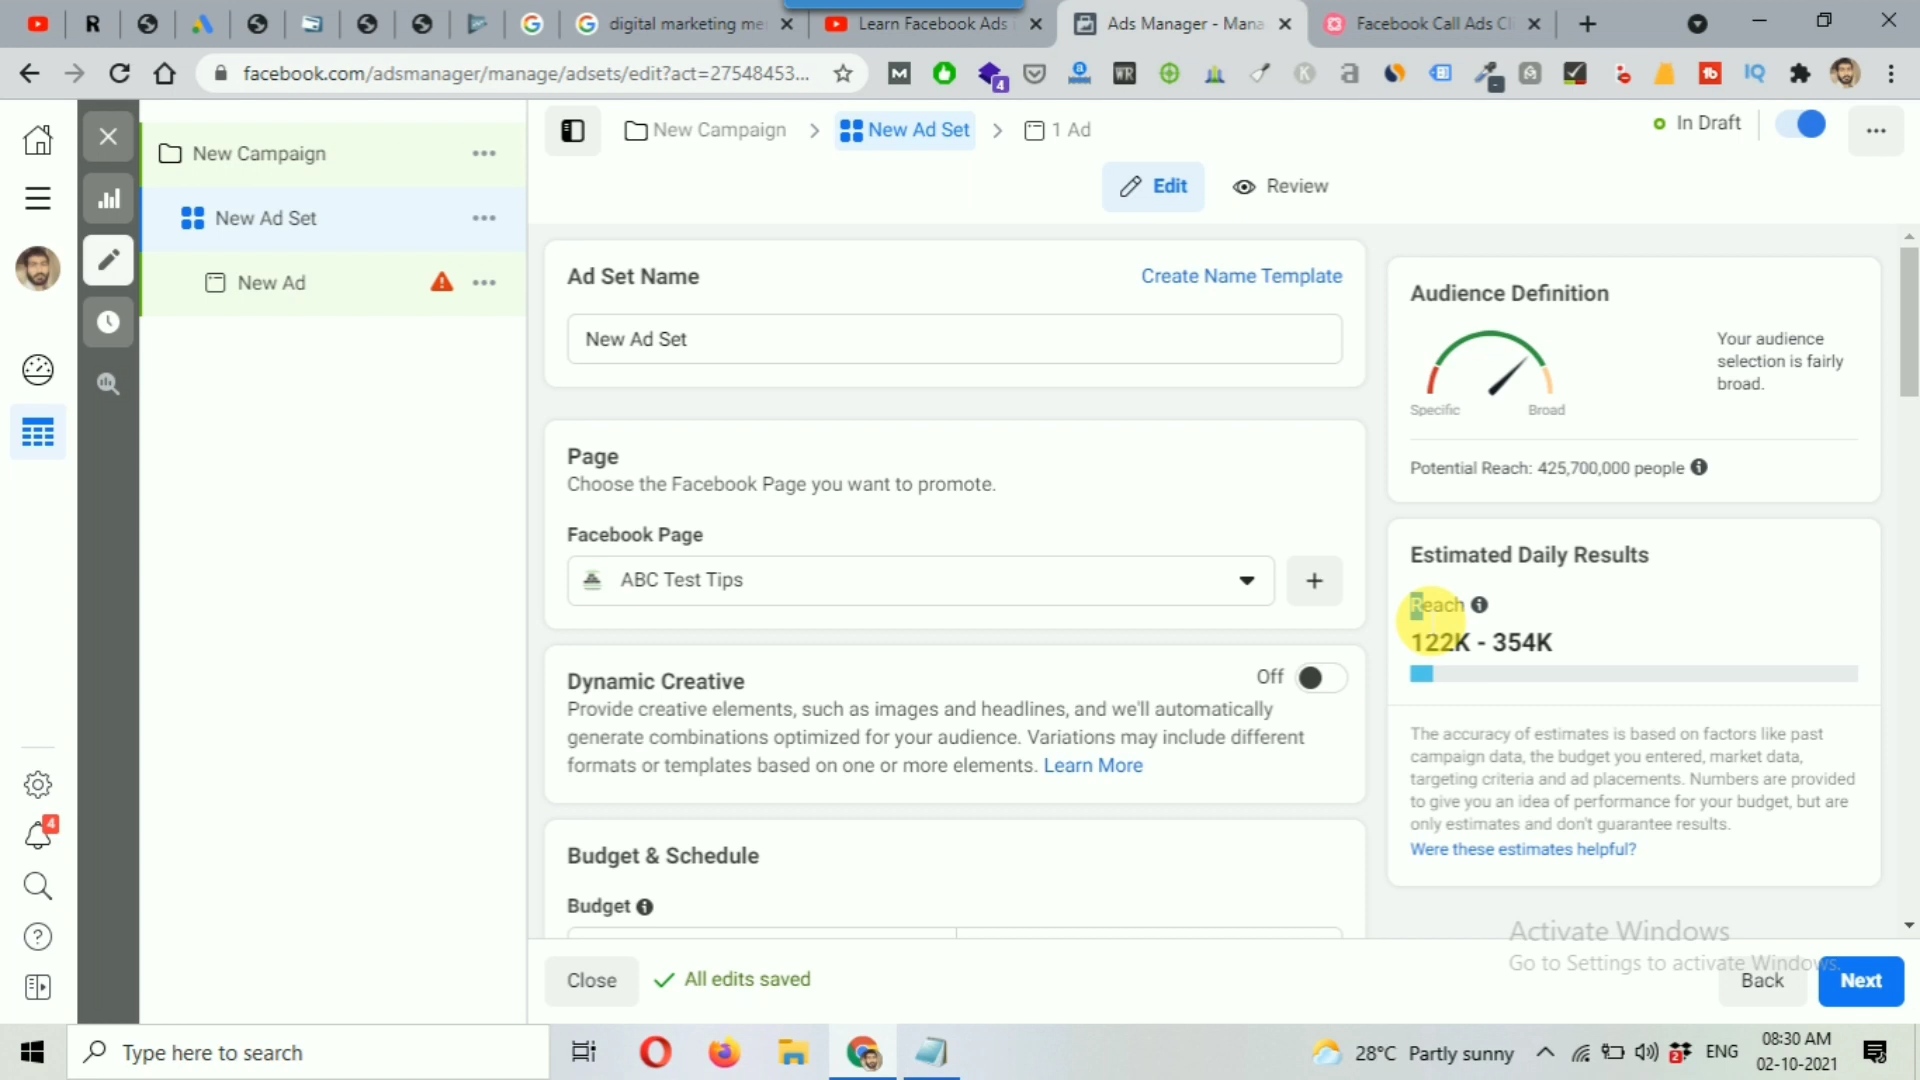 digital marketing me
Learn Facebook Ads
Ads Manager - Mana
Facebook Call Ads Cl
facebook.com/adsmanager/manage/adsets/edit?act=27548453...
New Campaign
New Ad Set
New Ad
New Campaign
New Ad Set
1 Ad
In Draft
Edit
Review
Ad Set Name
Create Name Template
New Ad Set
Page
Choose the Facebook Page you want to promote.
Facebook Page
ABC Test Tips
Dynamic Creative
Off
Provide creative elements, such as images and headlines, and we'll automatically
generate combinations optimized for your audience. Variations may include different
formats or templates based on one or more elements. Learn More
Budget & Schedule
Budget
Audience Definition
Your audience
selection is fairly
broad.
Specific
Broad
Potential Reach: 425,700,000 people
Estimated Daily Results
Reach
122K - 354K
The accuracy of estimates is based on factors like past
campaign data, the budget you entered, market data,
targeting criteria and ad placements. Numbers are provided
to give you an idea of performance for your budget, but are
only estimates and don't guarantee results.
Were these estimates helpful?
Activate Windows
Go to Settings to activate Windows.
Close
All edits saved
Back
Next
4
Type here to search
28°C Partly sunny
ENG
08:30 AM
02-10-2021